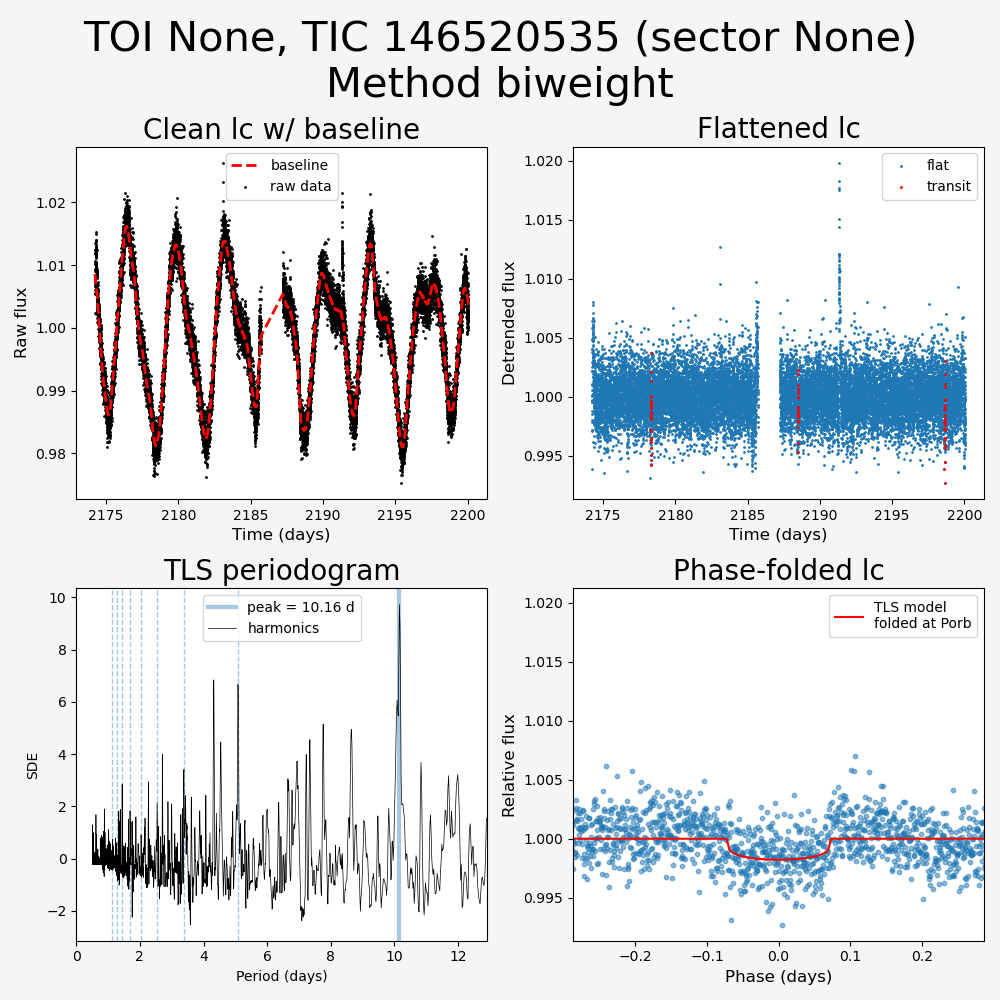 TOI None, TIC 146520535 (sector None)
Method biweight
Clean lc w/ baseline
baseline
raw data
Raw flux
1.02
1.01
1.00
0.99
0.98
2175
2180
2185
2190
2195
2200
Time (days)
Flattened lc
flat
transit
Detrended flux
1.020
1.015
1.010
1.005
1.000
0.995
2175
2180
2185
2190
2195
2200
Time (days)
TLS periodogram
peak = 10.16 d
harmonics
SDE
10
8
6
4
2
0
−2
0
2
4
6
8
10
12
Period (days)
Phase-folded lc
TLS model
folded at Porb
Relative flux
1.020
1.015
1.010
1.005
1.000
0.995
−0.2
−0.1
0.0
0.1
0.2
Phase (days)